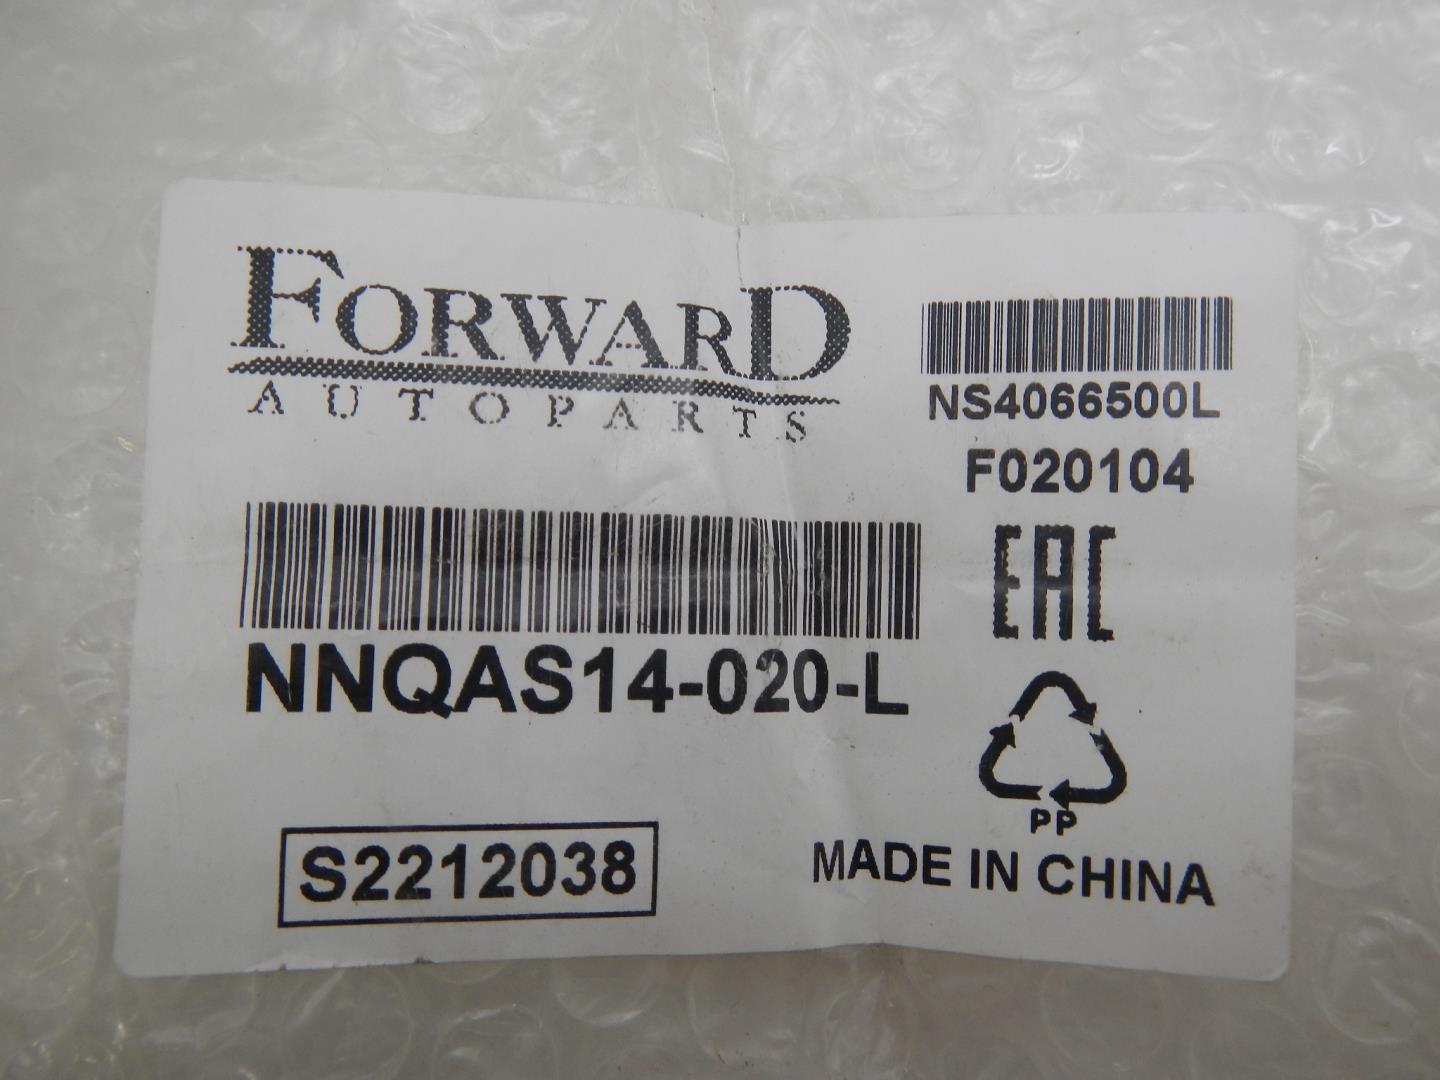 FORWARD
AUTOPARTS
NS4066500L
F020104
EAC
NNQAS14-020-L
PP
S2212038
MADE IN CHINA